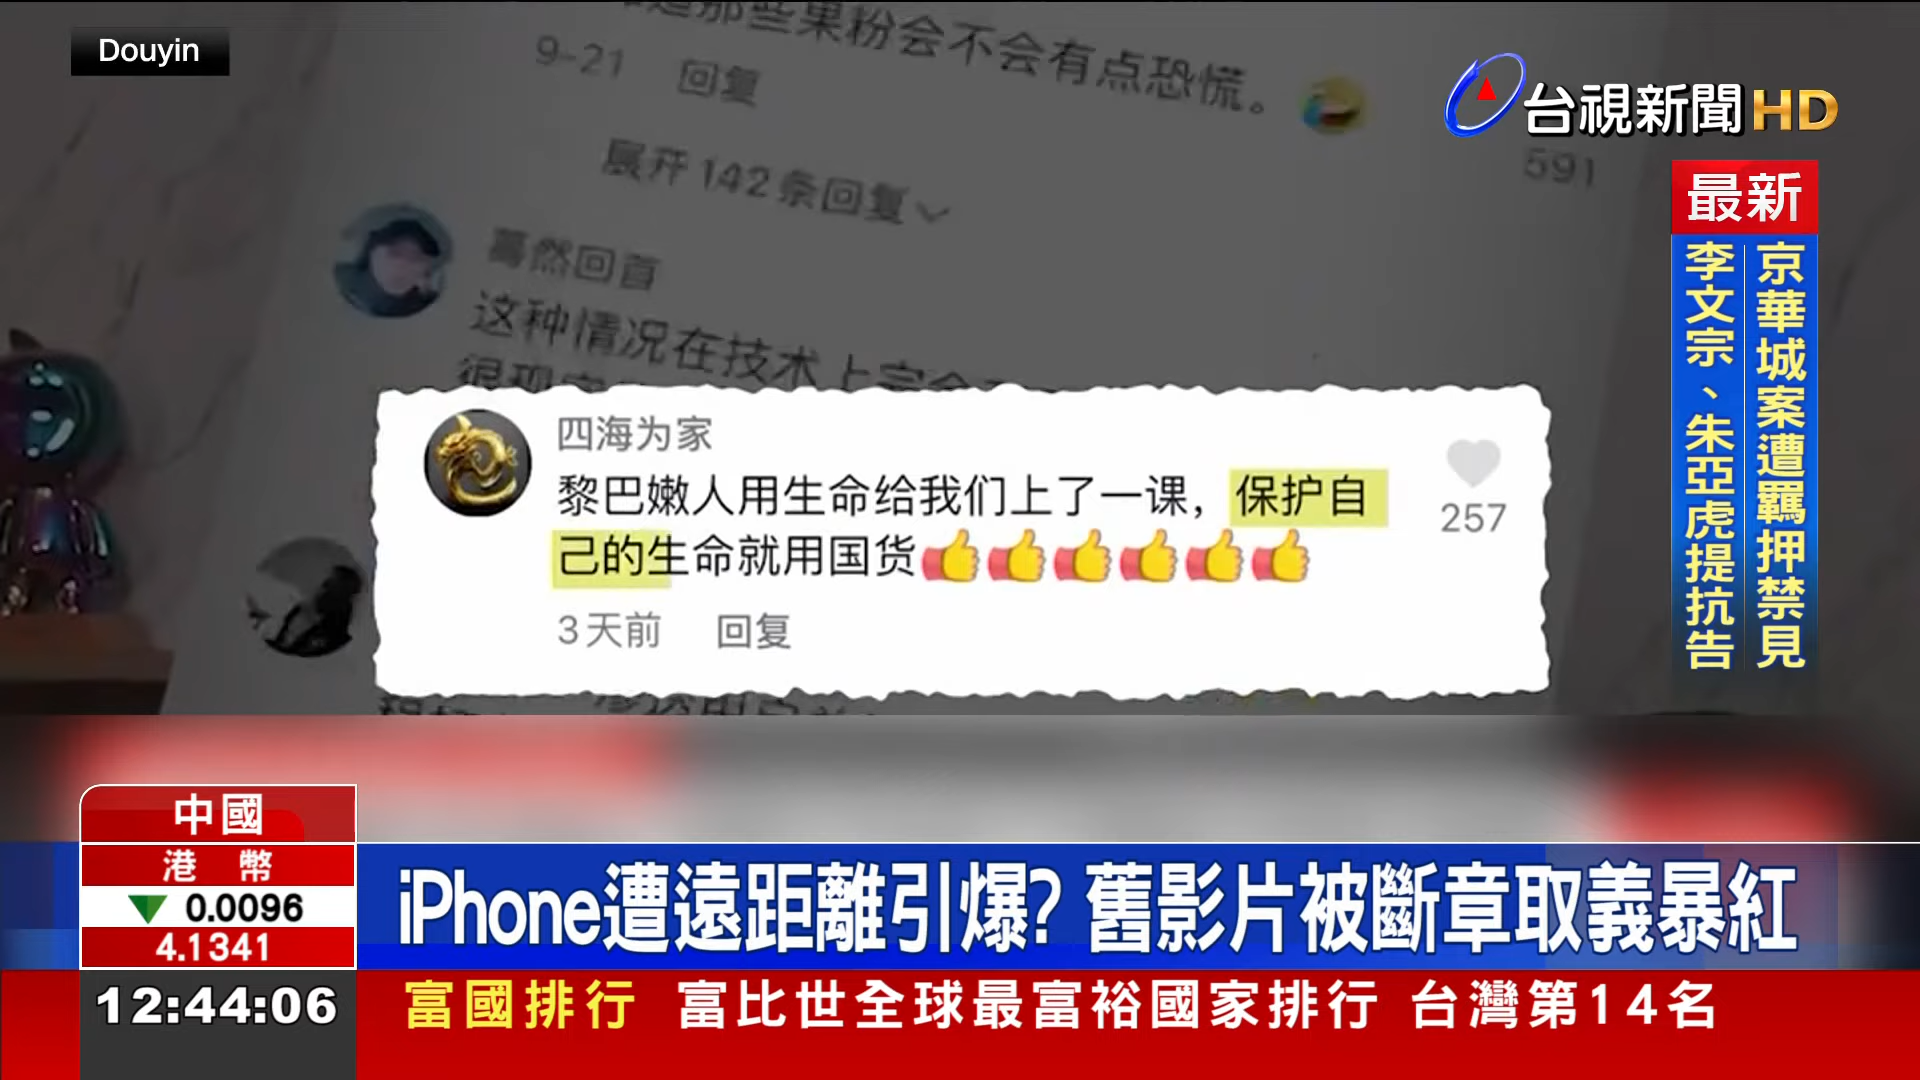 Douyin
那些果粉会不会有点恐慌。
9-21 回复
591
展开142条回复
蓦然回首
这种情况在技术上完全
台視新聞HD
最新
京華城案遭羈押禁見
李文宗、朱亞虎提抗告
四海为家
黎巴嫩人用生命给我们上了一课，保护自
己的生命就用国货👍👍👍👍👍👍
257
3天前 回复
中國
港 幣
0.0096
4.1341
iPhone遭遠距離引爆? 舊影片被斷章取義暴紅
12:44:06
富國排行 富比世全球最富裕國家排行 台灣第14名